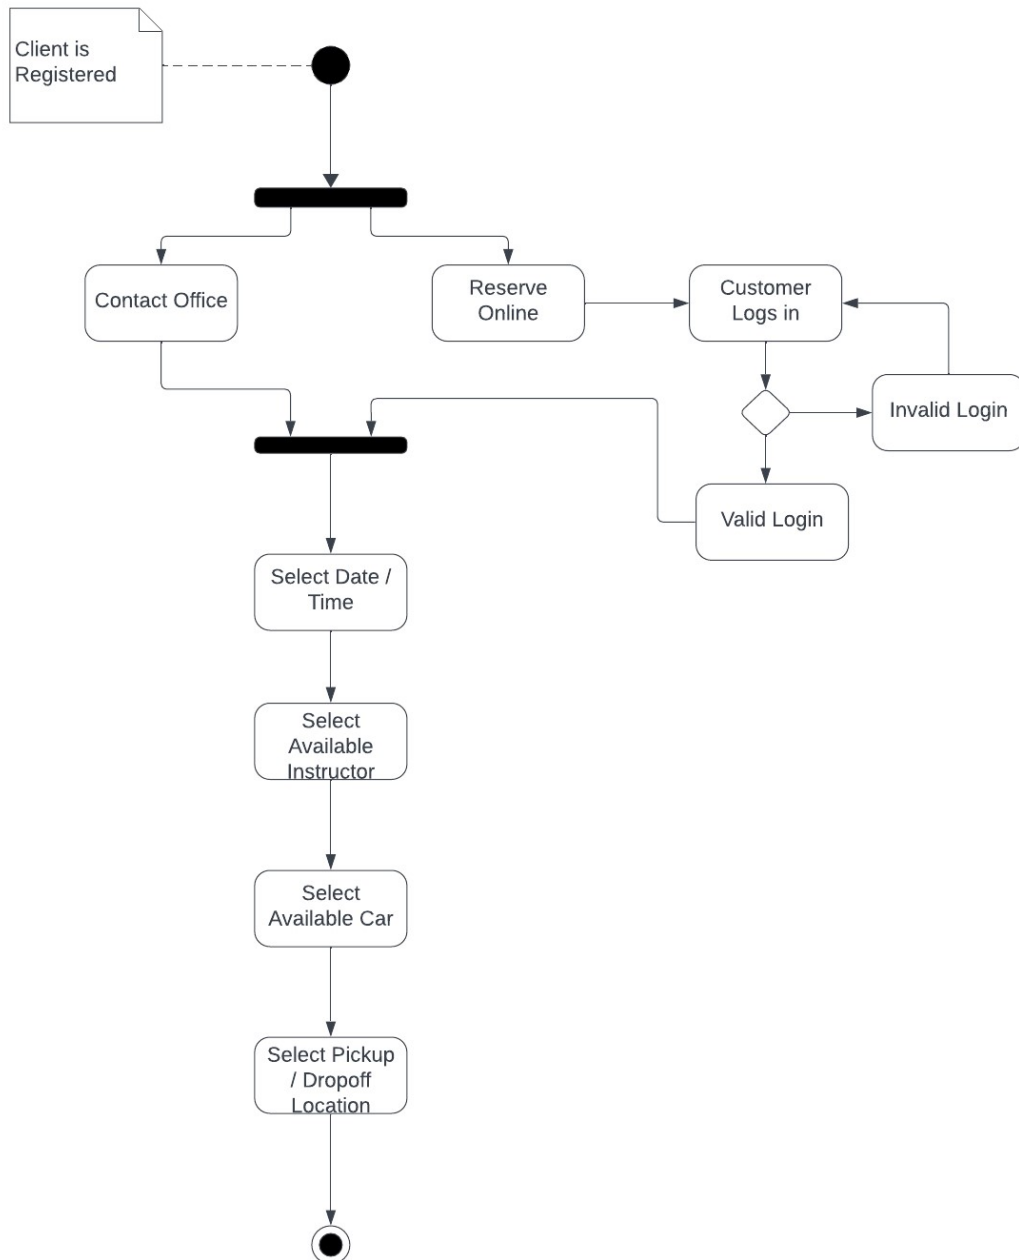 Client is
Registered
Contact Office
Reserve
Online
Customer
Logs in
Invalid Login
Valid Login
Select Date /
Time
Select
Available
Instructor
Select
Available Car
Select Pickup
/ Dropoff
Location